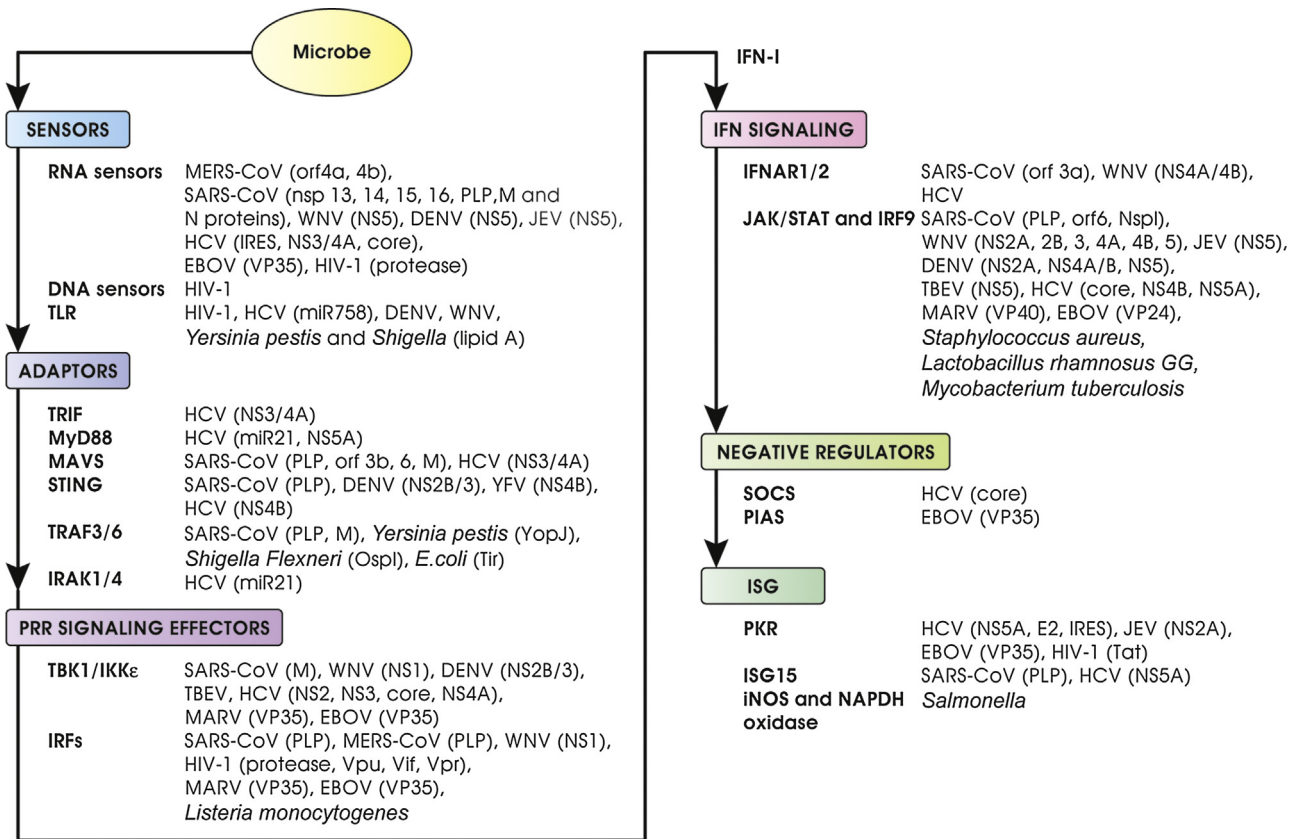 Microbe
SENSORS
RNA sensors MERS-CoV (orf4a, 4b),
SARS-CoV (nsp 13, 14, 15, 16, PLP,M and
N proteins), WNV (NS5), DENV (NS5), JEV (NS5),
HCV (IRES, NS3/4A, core),
EBOV (VP35), HIV-1 (protease)
DNA sensors HIV-1
TLR HIV-1, HCV (miR758), DENV, WNV,
Yersinia pestis and Shigella (lipid A)
ADAPTORS
TRIF HCV (NS3/4A)
MyD88 HCV (miR21, NS5A)
MAVS SARS-CoV (PLP, orf 3b, 6, M), HCV (NS3/4A)
STING SARS-CoV (PLP), DENV (NS2B/3), YFV (NS4B),
HCV (NS4B)
TRAF3/6 SARS-CoV (PLP, M), Yersinia pestis (YopJ),
Shigella Flexneri (OspI), E.coli (Tir)
IRAK1/4 HCV (miR21)
PRR SIGNALING EFFECTORS
TBK1/IKKε SARS-CoV (M), WNV (NS1), DENV (NS2B/3),
TBEV, HCV (NS2, NS3, core, NS4A),
MARV (VP35), EBOV (VP35)
IRFs SARS-CoV (PLP), MERS-CoV (PLP), WNV (NS1),
HIV-1 (protease, Vpu, Vif, Vpr),
MARV (VP35), EBOV (VP35),
Listeria monocytogenes
IFN-I
IFN SIGNALING
IFNAR1/2 SARS-CoV (orf 3a), WNV (NS4A/4B),
HCV
JAK/STAT and IRF9 SARS-CoV (PLP, orf6, NspI),
WNV (NS2A, 2B, 3, 4A, 4B, 5), JEV (NS5),
DENV (NS2A, NS4A/B, NS5),
TBEV (NS5), HCV (core, NS4B, NS5A),
MARV (VP40), EBOV (VP24),
Staphylococcus aureus,
Lactobacillus rhamnosus GG,
Mycobacterium tuberculosis
NEGATIVE REGULATORS
SOCS HCV (core)
PIAS EBOV (VP35)
ISG
PKR HCV (NS5A, E2, IRES), JEV (NS2A),
EBOV (VP35), HIV-1 (Tat)
ISG15 SARS-CoV (PLP), HCV (NS5A)
iNOS and NAPDH Salmonella
oxidase